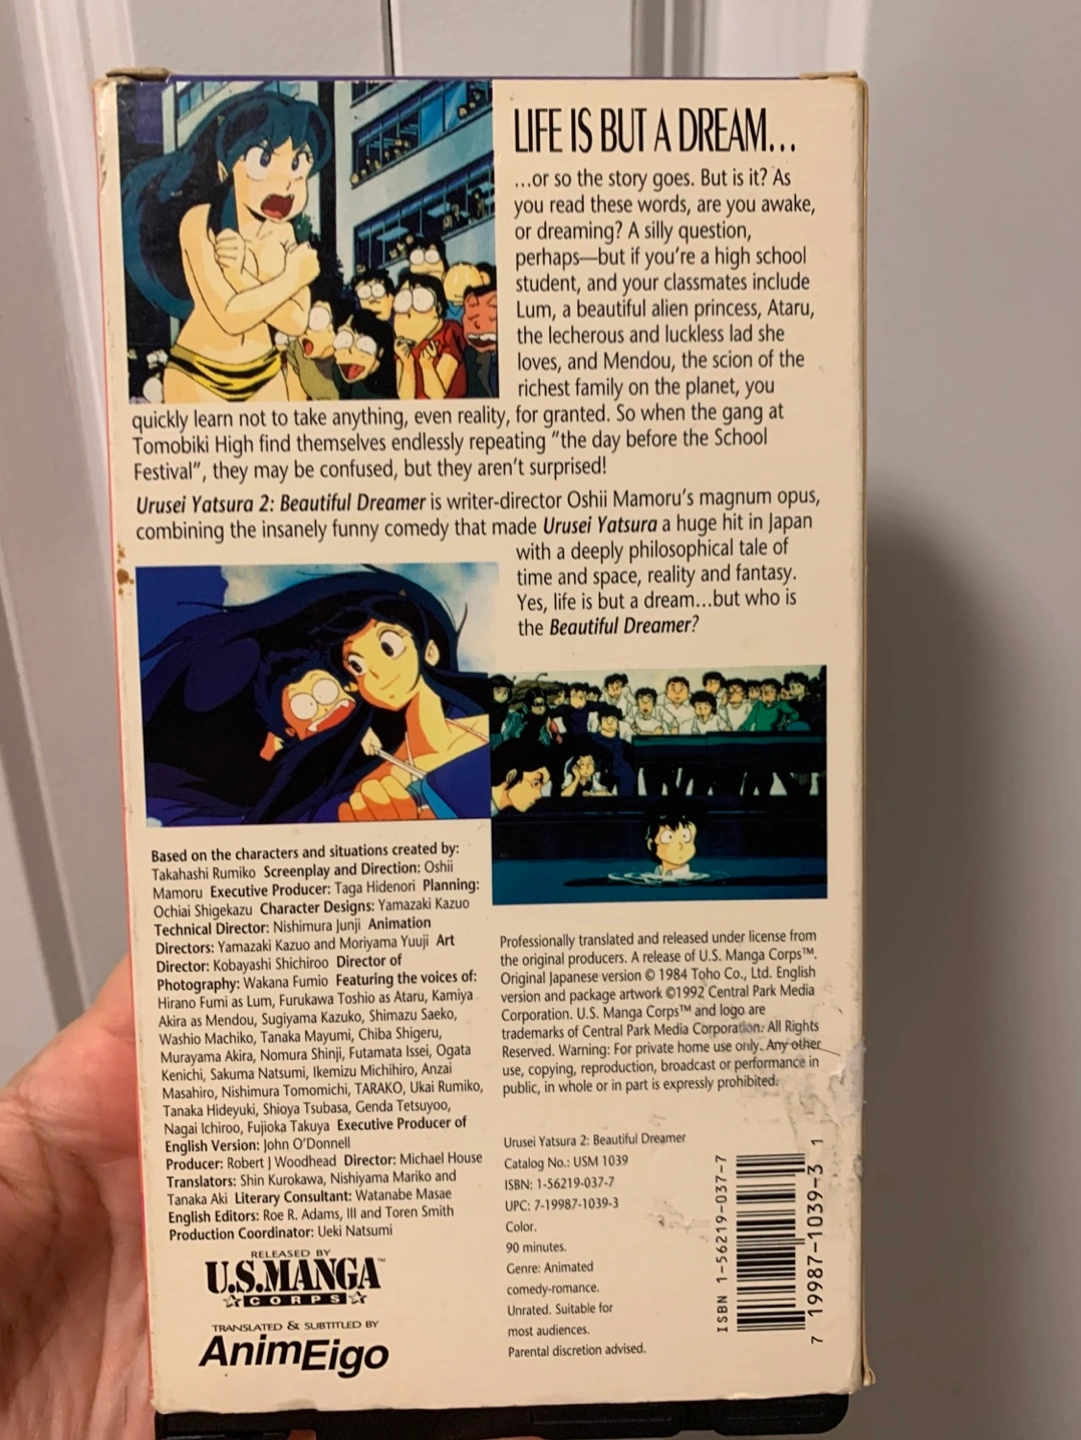 LIFE IS BUT A DREAM...
...or so the story goes. But is it? As
you read these words, are you awake,
or dreaming? A silly question,
perhaps—but if you're a high school
student, and your classmates include
Lum, a beautiful alien princess, Ataru,
the lecherous and luckless lad she
loves, and Mendou, the scion of the
richest family on the planet, you
quickly learn not to take anything, even reality, for granted. So when the gang at
Tomobiki High find themselves endlessly repeating "the day before the School
Festival", they may be confused, but they aren't surprised!
Urusei Yatsura 2: Beautiful Dreamer is writer-director Oshii Mamoru's magnum opus,
combining the insanely funny comedy that made Urusei Yatsura a huge hit in Japan
with a deeply philosophical tale of
time and space, reality and fantasy.
Yes, life is but a dream...but who is
the Beautiful Dreamer?
Based on the characters and situations created by:
Takahashi Rumiko Screenplay and Direction: Oshii
Mamoru Executive Producer: Taga Hidenori Planning:
Ochiai Shigekazu Character Designs: Yamazaki Kazuo
Technical Director: Nishimura Junji Animation
Directors: Yamazaki Kazuo and Moriyama Yuuji Art
Director: Kobayashi Shichiroo Director of
Photography: Wakana Fumio Featuring the voices of:
Hirano Fumi as Lum, Furukawa Toshio as Ataru, Kamiya
Akira as Mendou, Sugiyama Kazuko, Shimazu Saeko,
Washio Machiko, Tanaka Mayumi, Chiba Shigeru,
Murayama Akira, Nomura Shinji, Futamata Issei, Ogata
Kenichi, Sakuma Natsumi, Ikemizu Michihiro, Anzai
Masahiro, Nishimura Tomomichi, TARAKO, Ukai Rumiko,
Tanaka Hideyuki, Shioya Tsubasa, Genda Tetsuyoo,
Nagai Ichiroo, Fujioka Takuya Executive Producer of
English Version: John O'Donnell
Producer: Robert J Woodhead Director: Michael House
Translators: Shin Kurokawa, Nishiyama Mariko and
Tanaka Aki Literary Consultant: Watanabe Masae
English Editors: Roe R. Adams, III and Toren Smith
Production Coordinator: Ueki Natsumi
RELEASED BY
U.S.MANGA™
CORPS
TRANSLATED & SUBTITLED BY
AnimEigo
Professionally translated and released under license from
the original producers. A release of U.S. Manga Corps™.
Original Japanese version © 1984 Toho Co., Ltd. English
version and package artwork ©1992 Central Park Media
Corporation. U.S. Manga Corps™ and logo are
trademarks of Central Park Media Corporation. All Rights
Reserved. Warning: For private home use only. Any other
use, copying, reproduction, broadcast or performance in
public, in whole or in part is expressly prohibited.
Urusei Yatsura 2: Beautiful Dreamer
Catalog No.: USM 1039
ISBN: 1-56219-037-7
UPC: 7-19987-1039-3
Color.
90 minutes.
Genre: Animated
comedy-romance.
Unrated. Suitable for
most audiences.
Parental discretion advised.
ISBN 1-56219-037-7
7 19987-1039-3 1